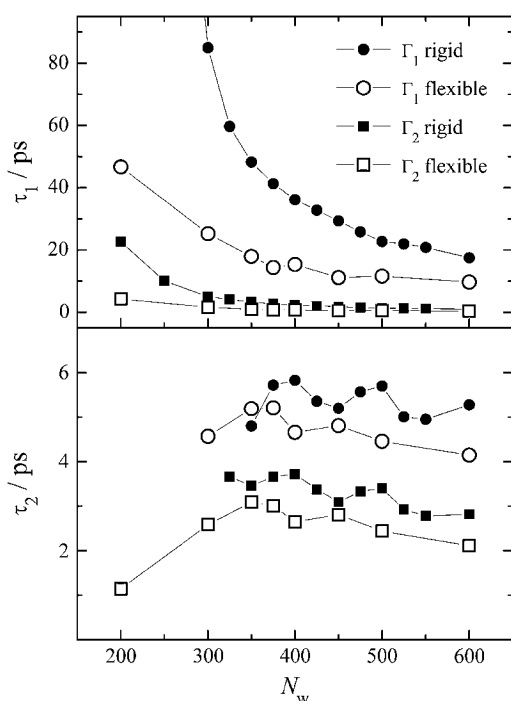 Γ1 rigid
Γ1 flexible
Γ2 rigid
Γ2 flexible
τ1 / ps
80
60
40
20
0
τ2 / ps
6
4
2
200 300 400 500 600
Nw